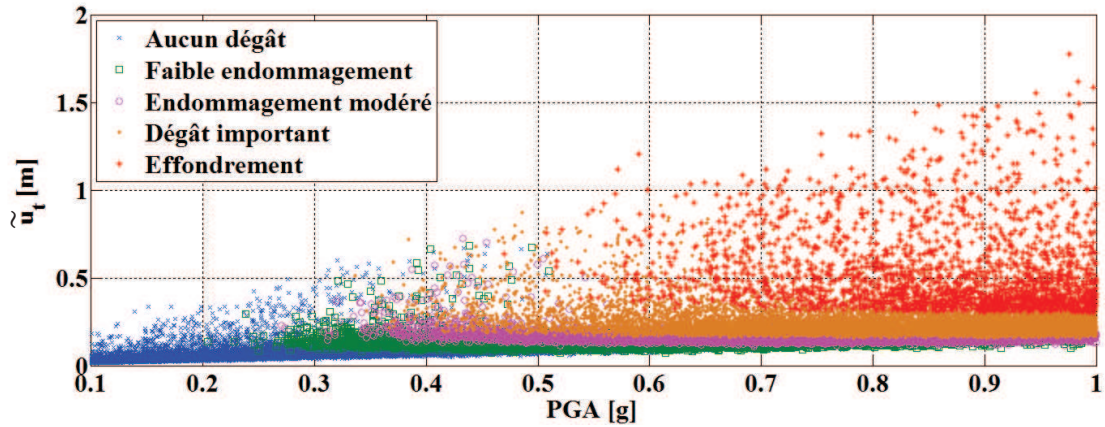 2
1.5
1
0.5
0
ũt [m]
Aucun dégât
Faible endommagement
Endommagement modéré
Dégât important
Effondrement
0.1 0.2 0.3 0.4 0.5 0.6 0.7 0.8 0.9 1
PGA [g]